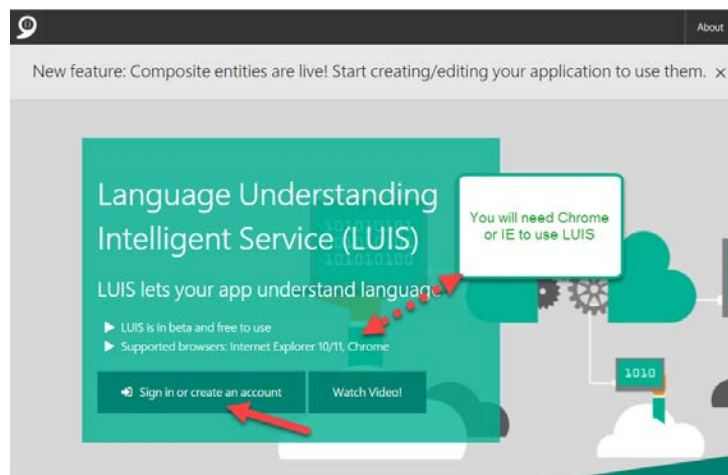 About
New feature: Composite entities are live! Start creating/editing your application to use them. ×
Language Understanding
Intelligent Service (LUIS)
You will need Chrome
or IE to use LUIS
LUIS lets your app understand language
▶ LUIS is in beta and free to use
▶ Supported browsers: Internet Explorer 10/11, Chrome
Sign in or create an account
Watch Video!
1010